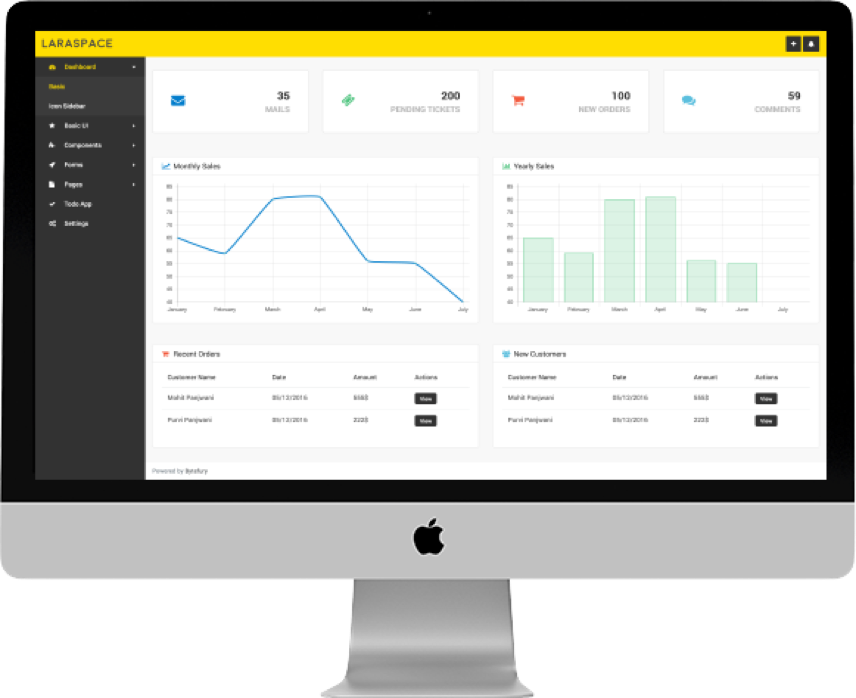 LARASPACE
Dashboard
Basic
Icon Sidebar
Basic UI
Components
Forms
Pages
Todo App
Settings
35
MAILS
200
PENDING TICKETS
100
NEW ORDERS
59
COMMENTS
Monthly Sales
85
80
75
70
65
60
55
50
45
40
January February March April May June July
Yearly Sales
85
80
75
70
65
60
55
50
45
40
January February March April May June July
Recent Orders
Customer Name Date Amount Actions
Mohit Panjwani 05/12/2016 555$ View
Purvi Panjwani 05/12/2016 222$ View
New Customers
Customer Name Date Amount Actions
Mohit Panjwani 05/12/2016 555$ View
Purvi Panjwani 05/12/2016 222$ View
Powered by Bytefury